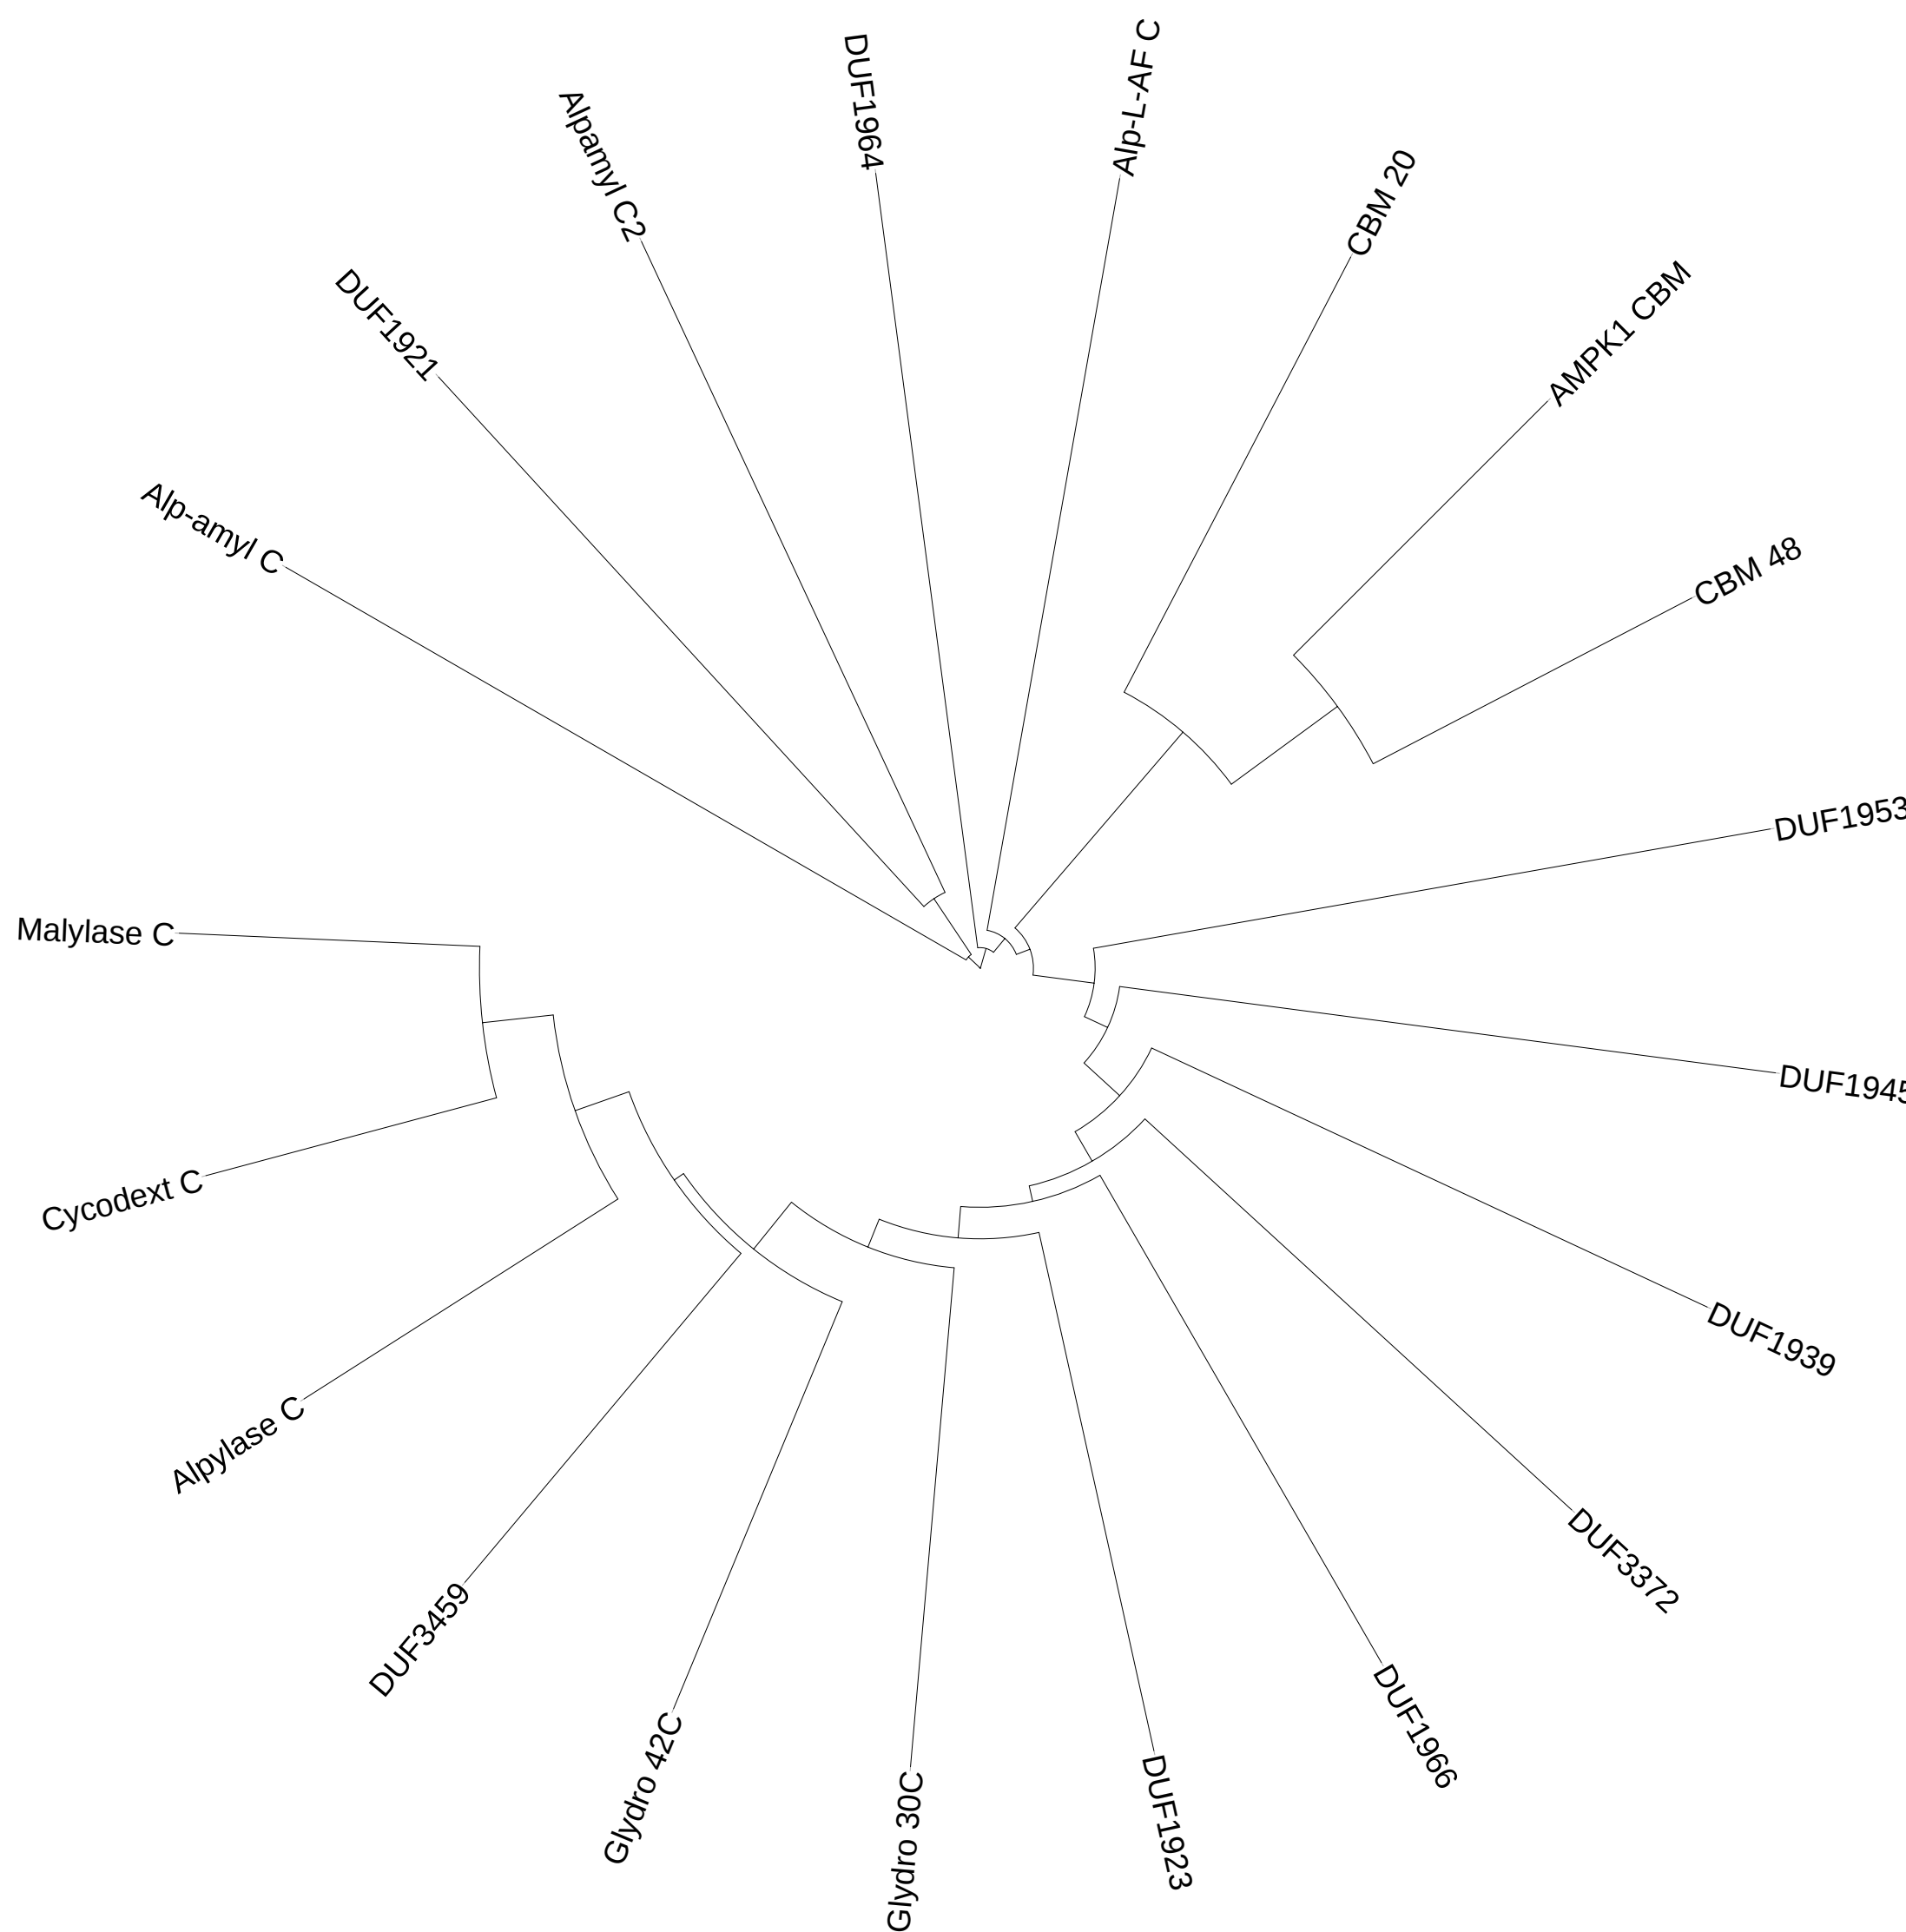 DUF1964
Alp-L-AF C
Alpamyl C2
CBM 20
AMPK1 CBM
DUF1921
Alp-amyl C
CBM 48
DUF1953
Malylase C
DUF1945
Cycodext C
DUF1939
Alpylase C
DUF3372
DUF3459
DUF1966
Glydro 42C
DUF1923
Glydro 30C